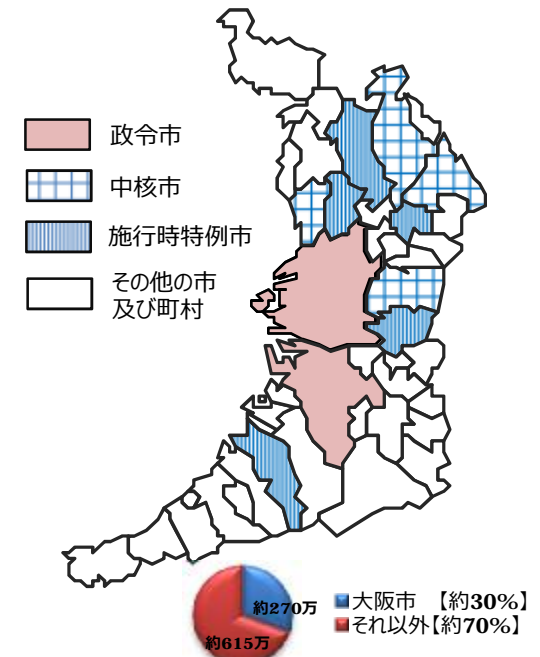 政令市
中核市
施行時特例市
その他の市
及び町村
約270万
約615万
大阪市 【約30%】
それ以外【約70%】